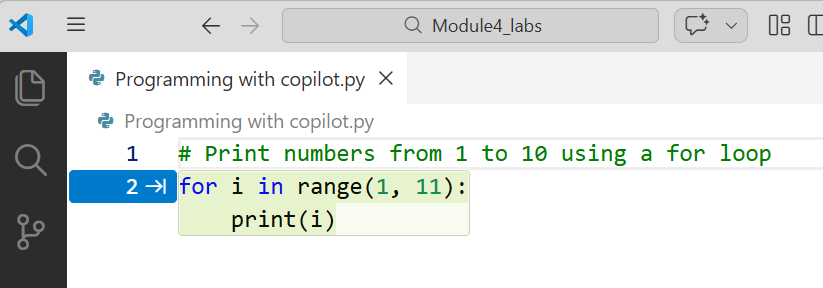 Module4_labs
Programming with copilot.py
Programming with copilot.py
1 # Print numbers from 1 to 10 using a for loop
2 for i in range(1, 11):
    print(i)